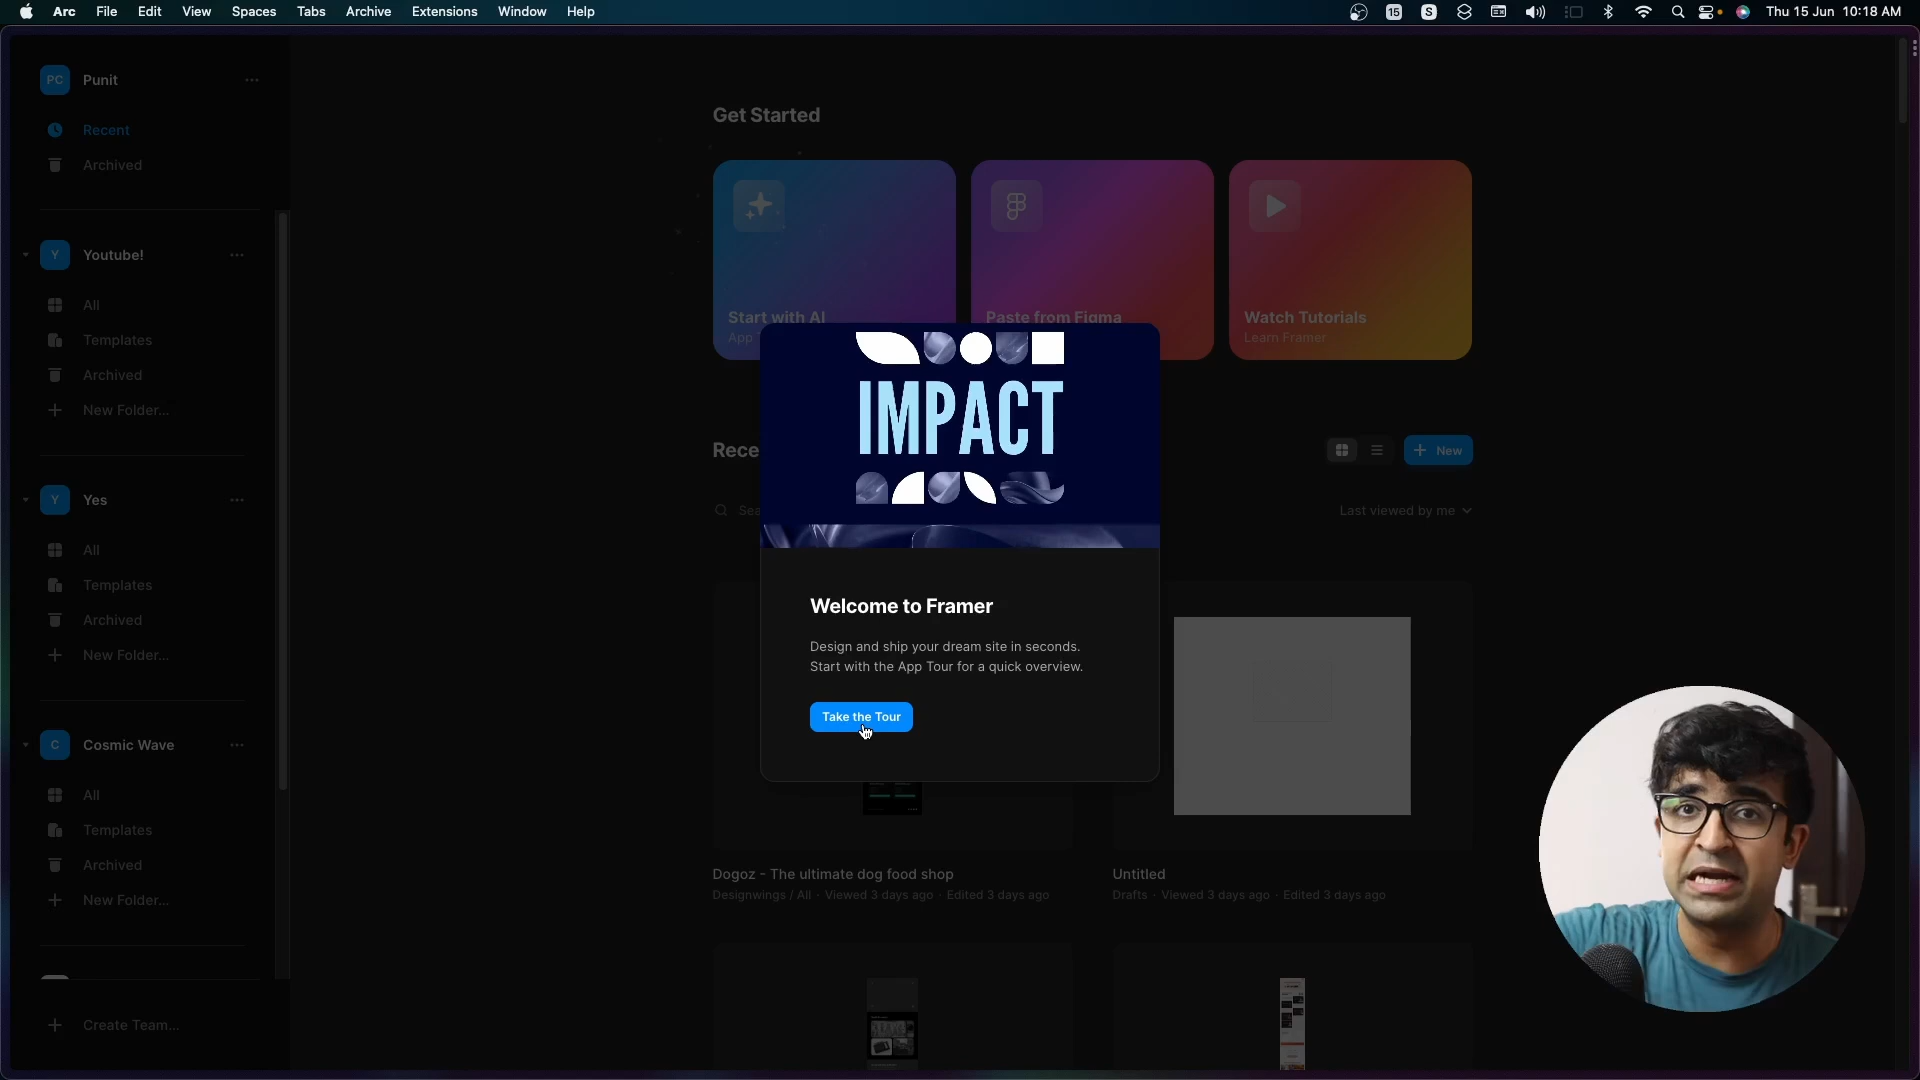 Arc File Edit View Spaces Tabs Archive Extensions Window Help
15 S Thu 15 Jun 10:18 AM
PC Punit
Recent
Archived
Y Youtube!
All
Templates
Archived
New Folder...
Y Yes
All
Templates
Archived
New Folder...
C Cosmic Wave
All
Templates
Archived
New Folder...
Create Team...
Get Started
Start with AI
App
Paste from Figma
Watch Tutorials
Learn Framer
New
Last viewed by me
IMPACT
Welcome to Framer
Design and ship your dream site in seconds.
Start with the App Tour for a quick overview.
Take the Tour
Dogoz - The ultimate dog food shop
Designwings / All · Viewed 3 days ago · Edited 3 days ago
Untitled
Drafts · Viewed 3 days ago · Edited 3 days ago